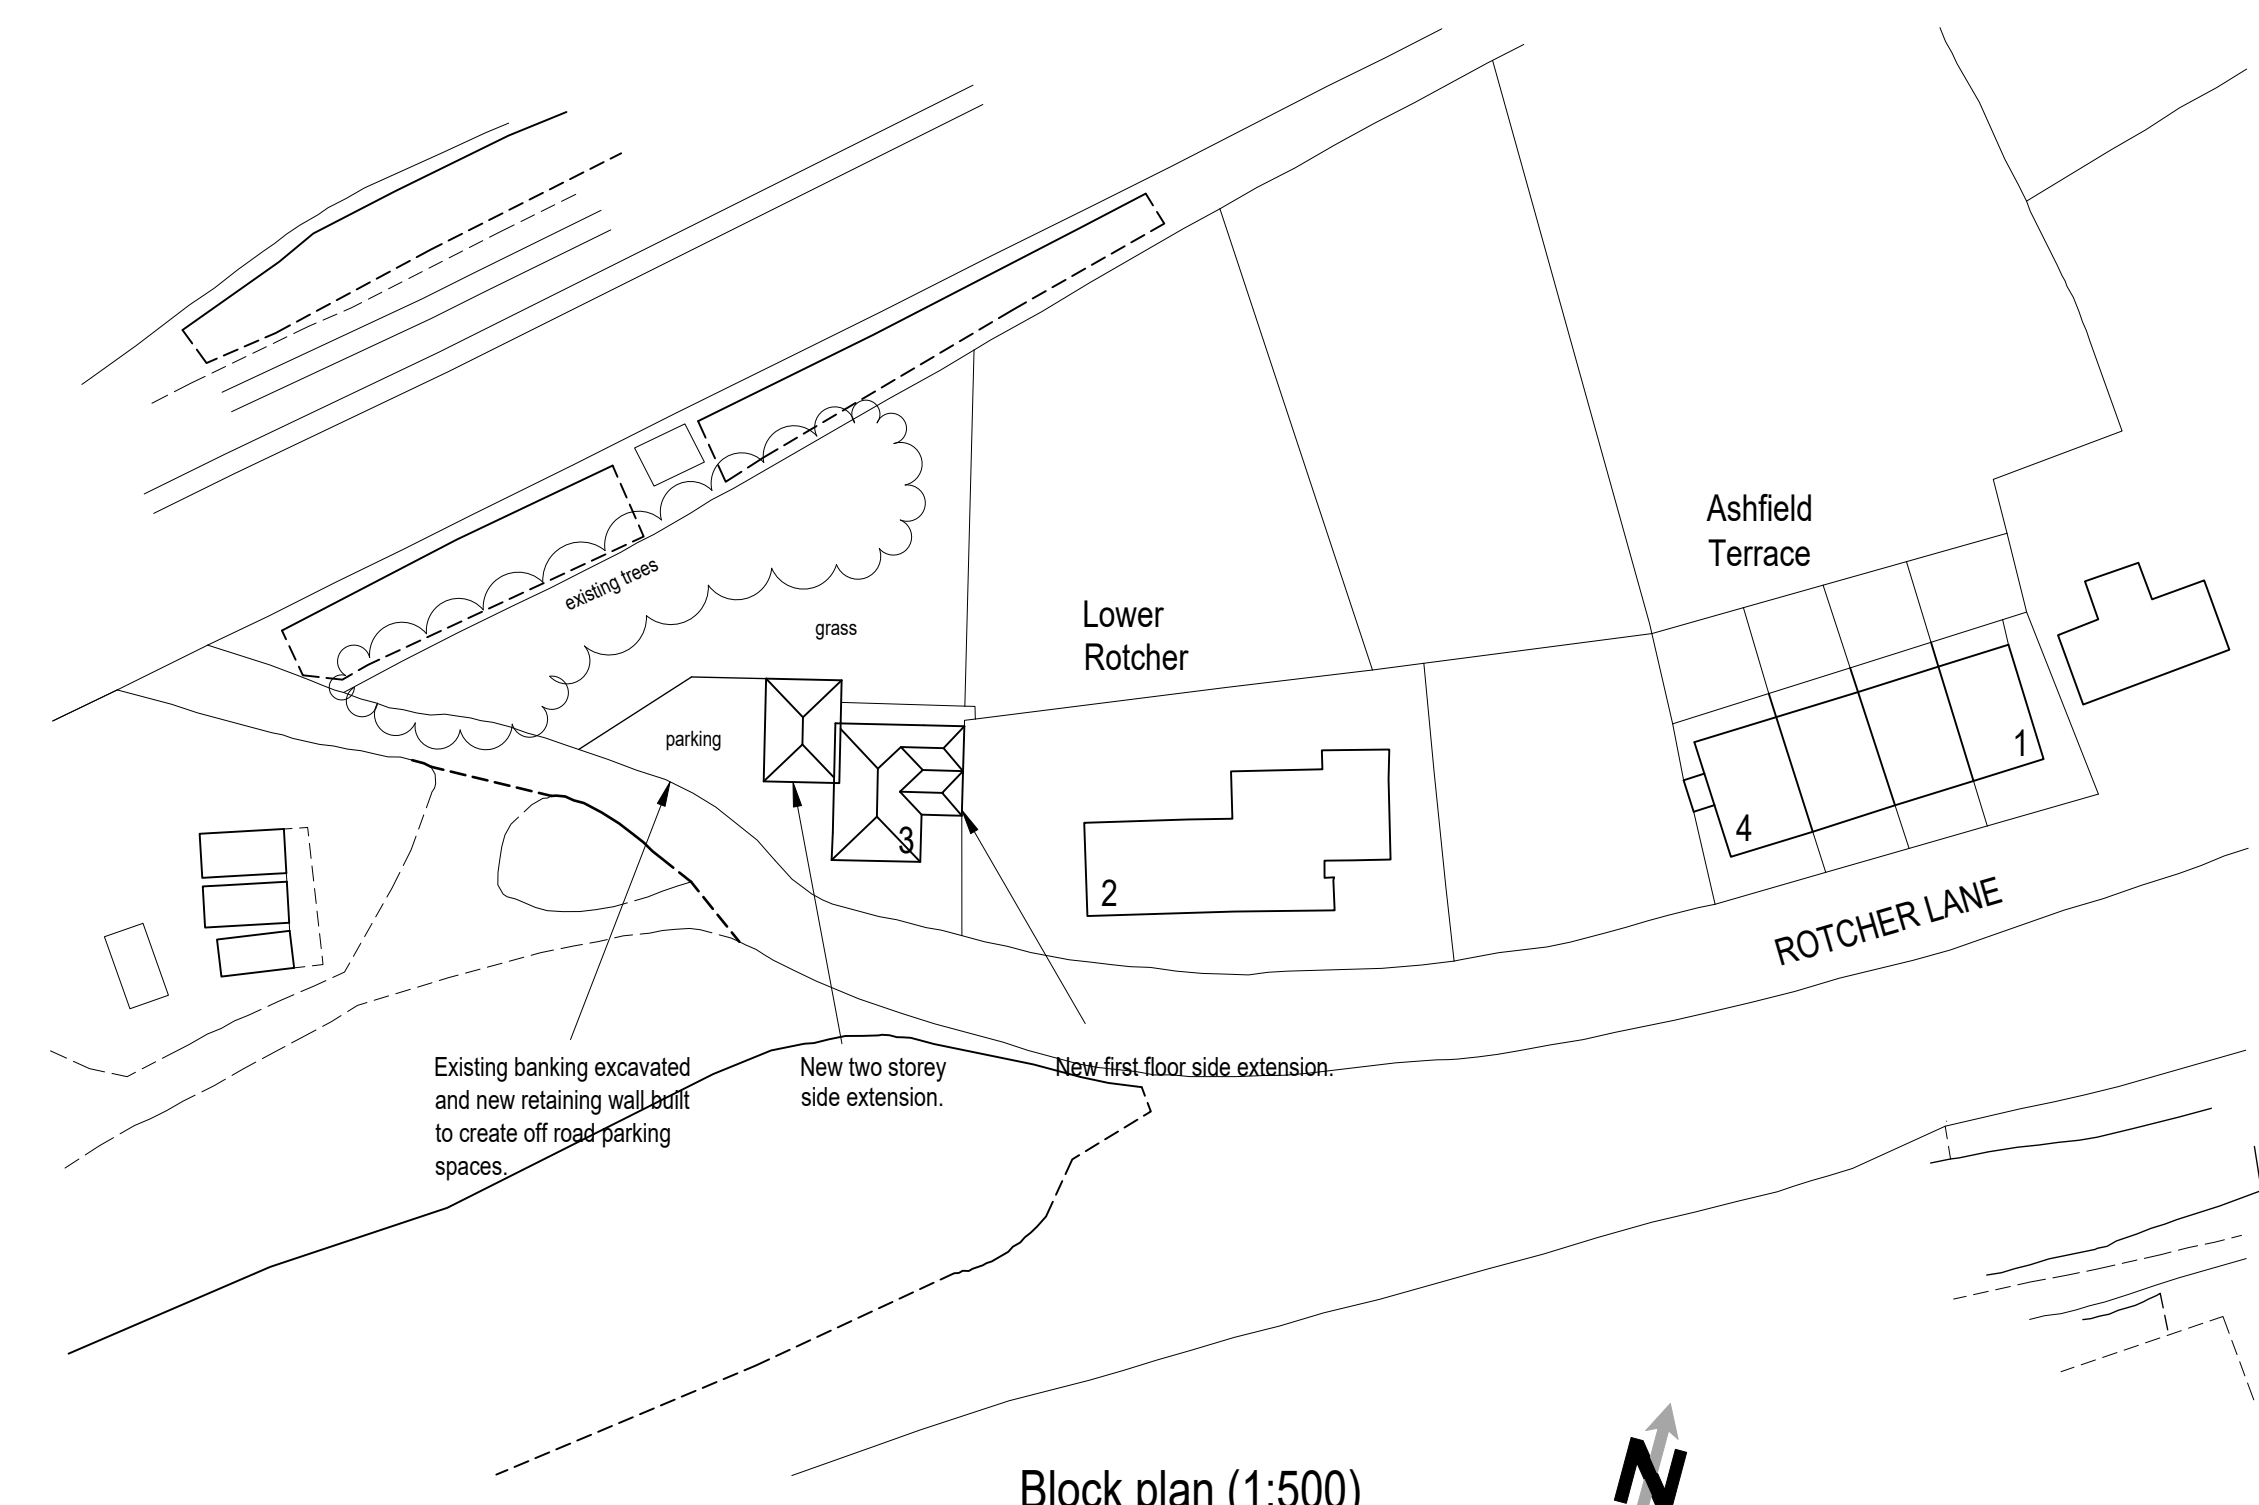 Ashfield
Terrace
existing trees
Lower
Rotcher
grass
parking
1
4
3
2
ROTCHER LANE
Existing banking excavated
and new retaining wall built
to create off road parking
spaces.
New two storey
side extension.
New first floor side extension.
Block plan (1:500)
N